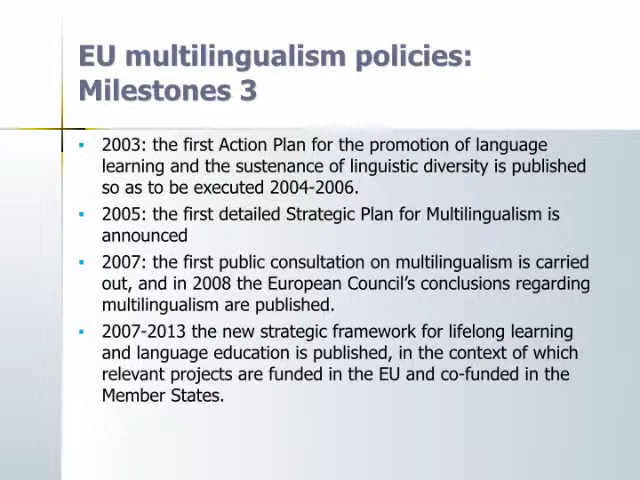 EU multilingualism policies:
Milestones 3
▪ 2003: the first Action Plan for the promotion of language
learning and the sustenance of linguistic diversity is published
so as to be executed 2004-2006.
▪ 2005: the first detailed Strategic Plan for Multilingualism is
announced
▪ 2007: the first public consultation on multilingualism is carried
out, and in 2008 the European Council’s conclusions regarding
multilingualism are published.
▪ 2007-2013 the new strategic framework for lifelong learning
and language education is published, in the context of which
relevant projects are funded in the EU and co-funded in the
Member States.